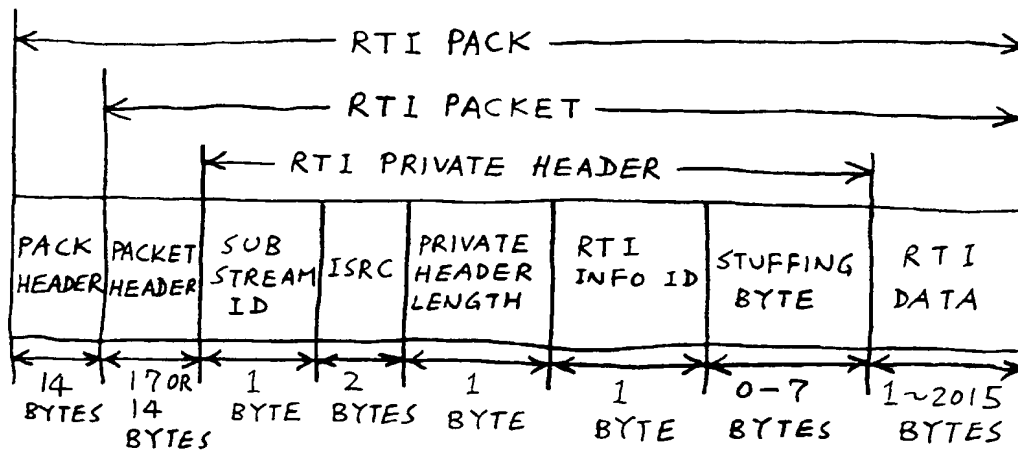 RTI PACK
RTI PACKET
RTI PRIVATE HEADER
PACK
HEADER
PACKET
HEADER
SUB
STREAM
ID
ISRC
PRIVATE
HEADER
LENGTH
RTI
INFO ID
STUFFING
BYTE
RTI
DATA
14
BYTES
17 OR
14
BYTES
1
BYTE
2
BYTES
1
BYTE
1
BYTE
0-7
BYTES
1~2015
BYTES